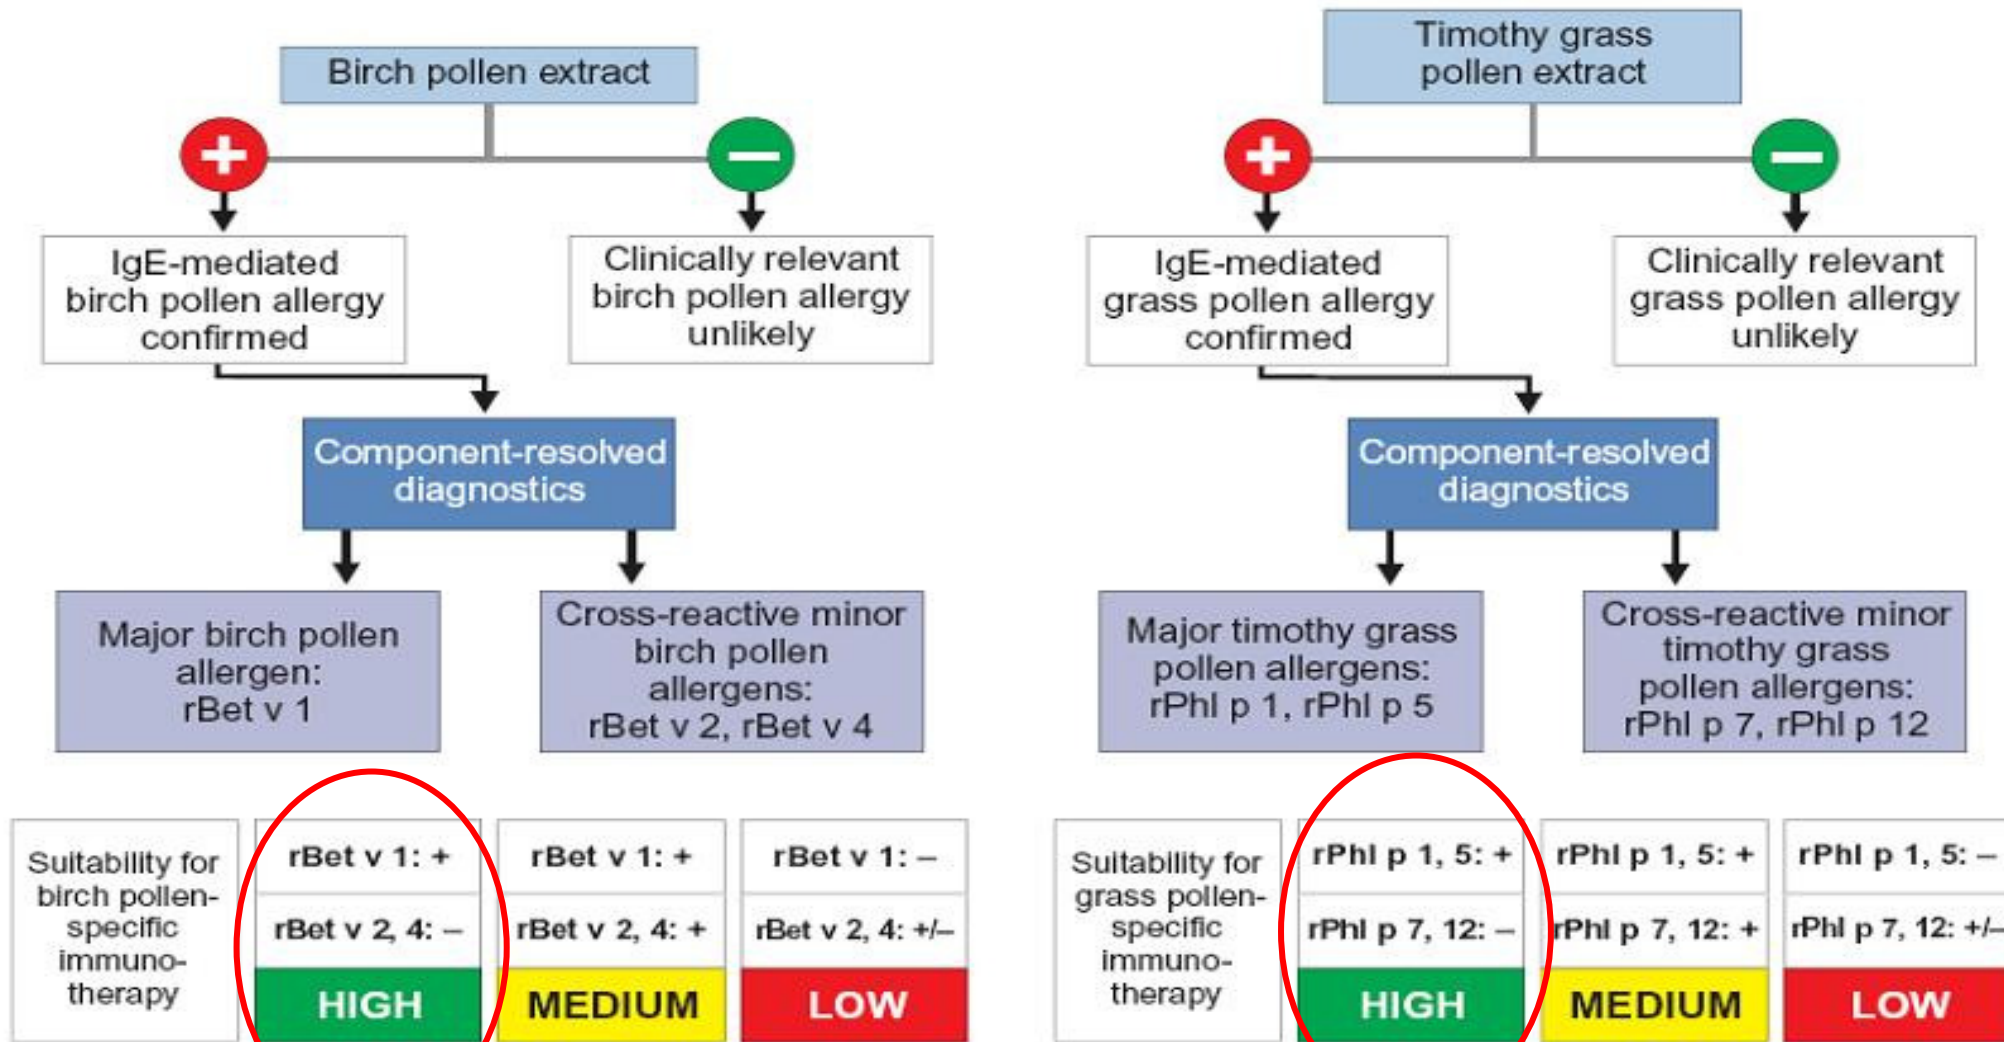 Birch pollen extract
+
−
IgE-mediated
birch pollen allergy
confirmed
Clinically relevant
birch pollen allergy
unlikely
Component-resolved
diagnostics
Major birch pollen
allergen:
rBet v 1
Cross-reactive minor
birch pollen
allergens:
rBet v 2, rBet v 4
Suitability for
birch pollen-
specific
immuno-
therapy
rBet v 1: +
rBet v 2, 4: –
HIGH
rBet v 1: +
rBet v 2, 4: +
MEDIUM
rBet v 1: –
rBet v 2, 4: +/–
LOW
Timothy grass
pollen extract
+
−
IgE-mediated
grass pollen allergy
confirmed
Clinically relevant
grass pollen allergy
unlikely
Component-resolved
diagnostics
Major timothy grass
pollen allergens:
rPhl p 1, rPhl p 5
Cross-reactive minor
timothy grass
pollen allergens:
rPhl p 7, rPhl p 12
Suitability for
grass pollen-
specific
immuno-
therapy
rPhl p 1, 5: +
rPhl p 7, 12: –
HIGH
rPhl p 1, 5: +
rPhl p 7, 12: +
MEDIUM
rPhl p 1, 5: –
rPhl p 7, 12: +/–
LOW